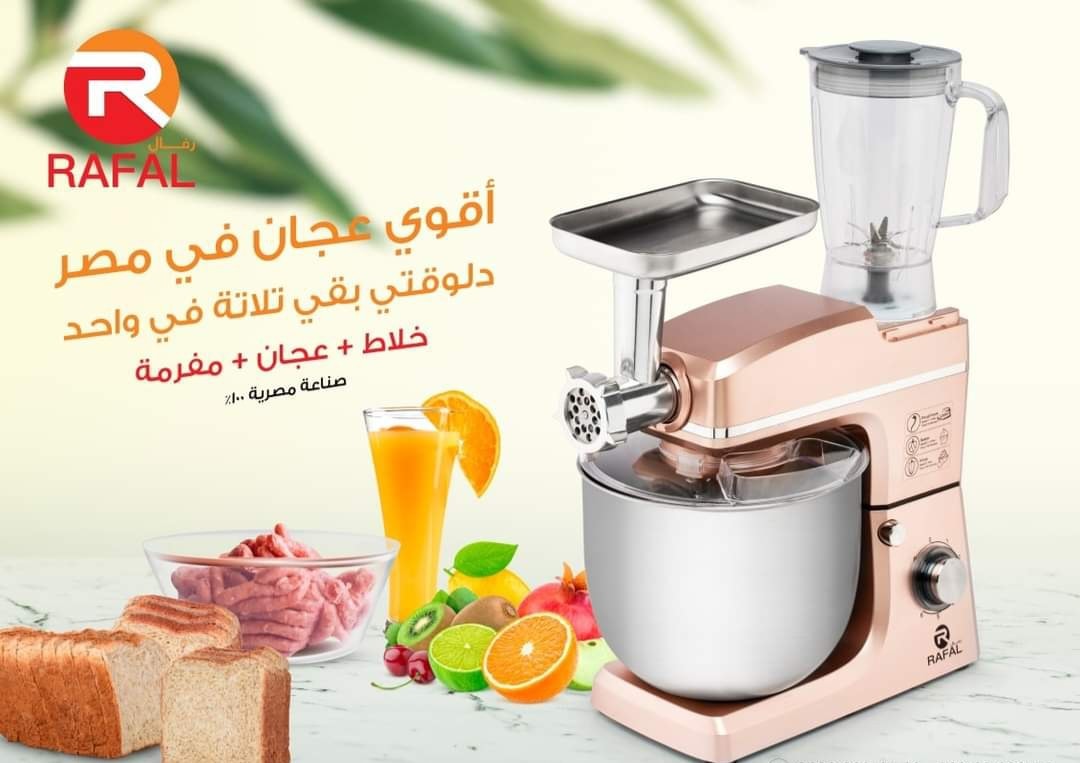 رفال
RAFAL
أقوي عجان في مصر
دلوقتي بقي تلاتة في واحد
خلاط + عجان + مفرمة
صناعة مصرية ١٠٠٪
RAFAL